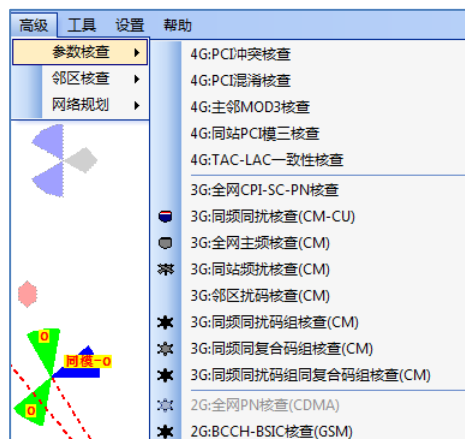 高级 工具 设置 帮助
参数核查
邻区核查
网络规划
4G:PCI冲突核查
4G:PCI混淆核查
4G:主邻MOD3核查
4G:同站PCI模三核查
4G:TAC-LAC一致性核查
3G:全网CPI-SC-PN核查
3G:同频同扰核查(CM-CU)
3G:全网主频核查(CM)
3G:同站频扰核查(CM)
3G:邻区扰码核查(CM)
3G:同频同扰码组核查(CM)
3G:同频同复合码组核查(CM)
3G:同频同扰码组同复合码组核查(CM)
2G:全网PN核查(CDMA)
2G:BCCH-BSIC核查(GSM)
0
同模-0
0